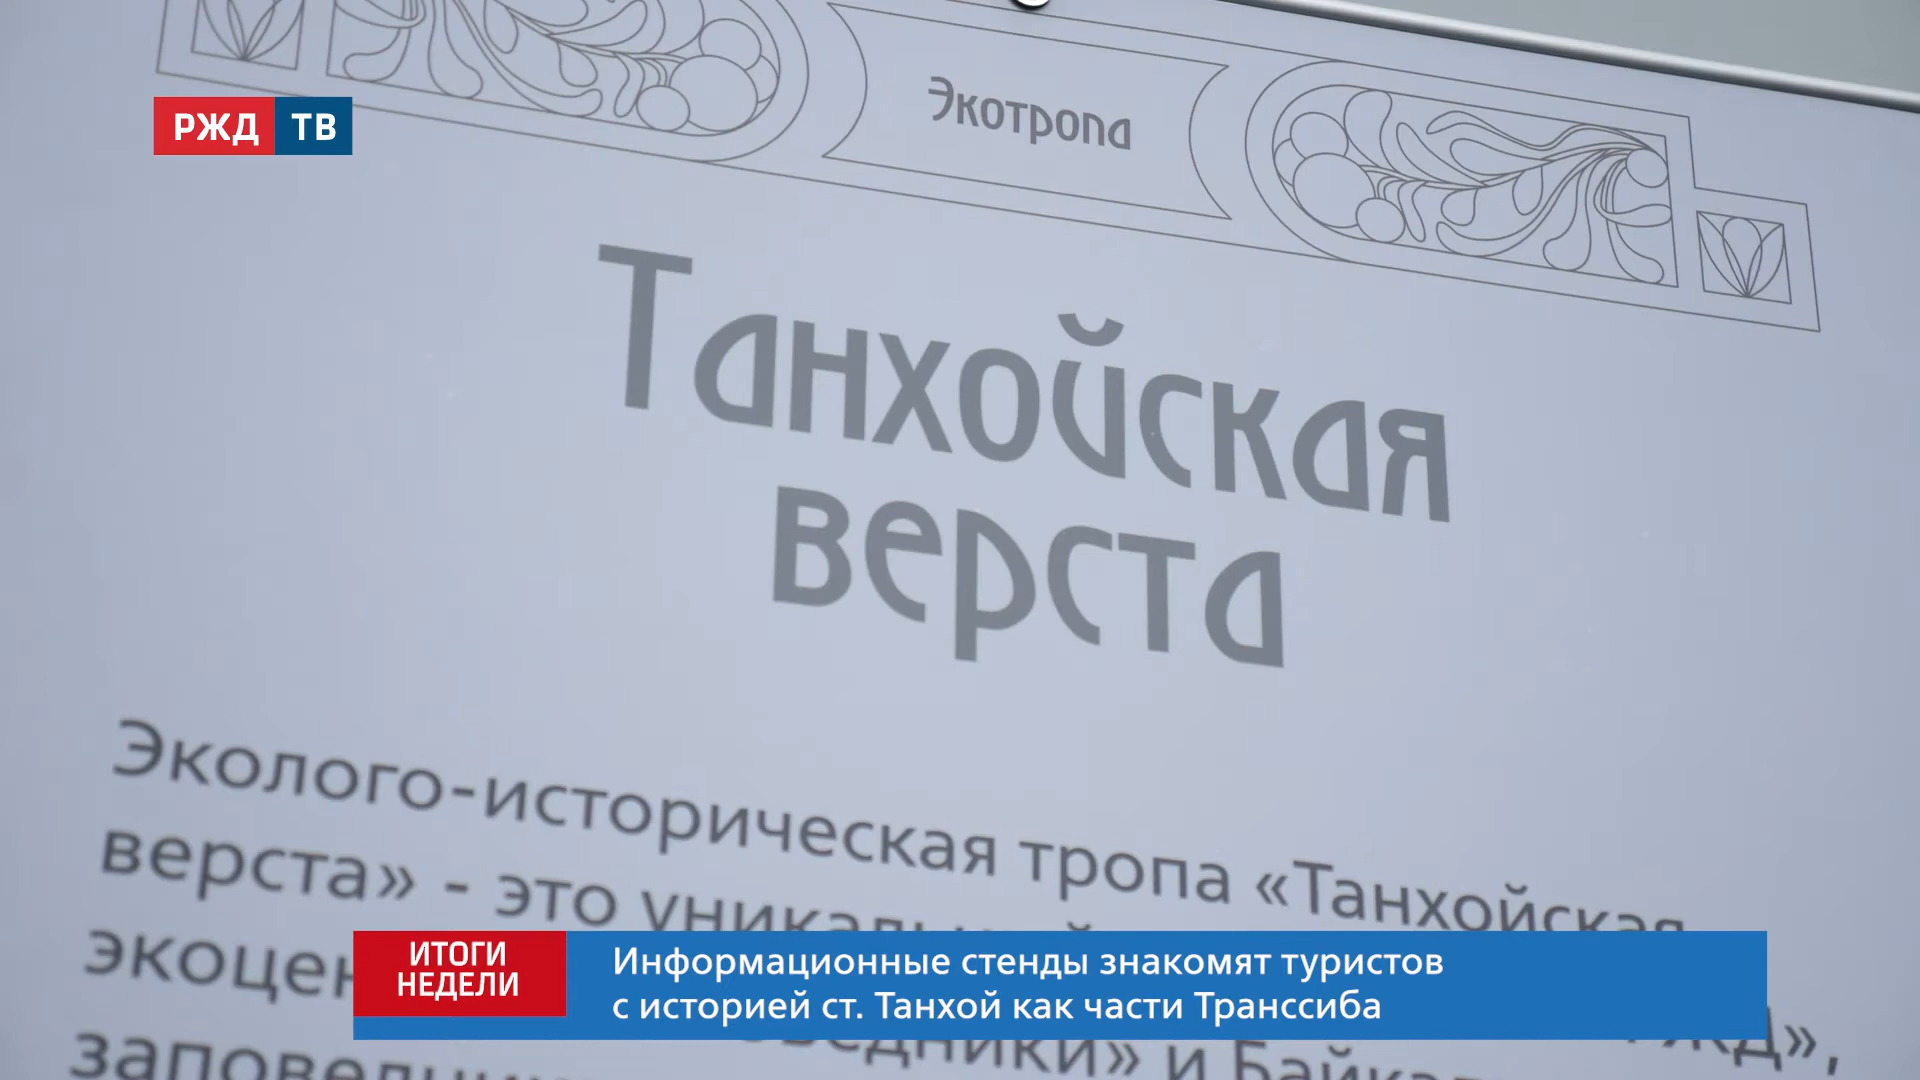 Экотропа
РЖД ТВ
Танхойская
верста
Эколого-историческая тропа «Танхойская
верста» - это
РЖД»,
и
ИТОГИ
НЕДЕЛИ
Информационные стенды знакомят туристов
с историей ст. Танхой как части Транссиба